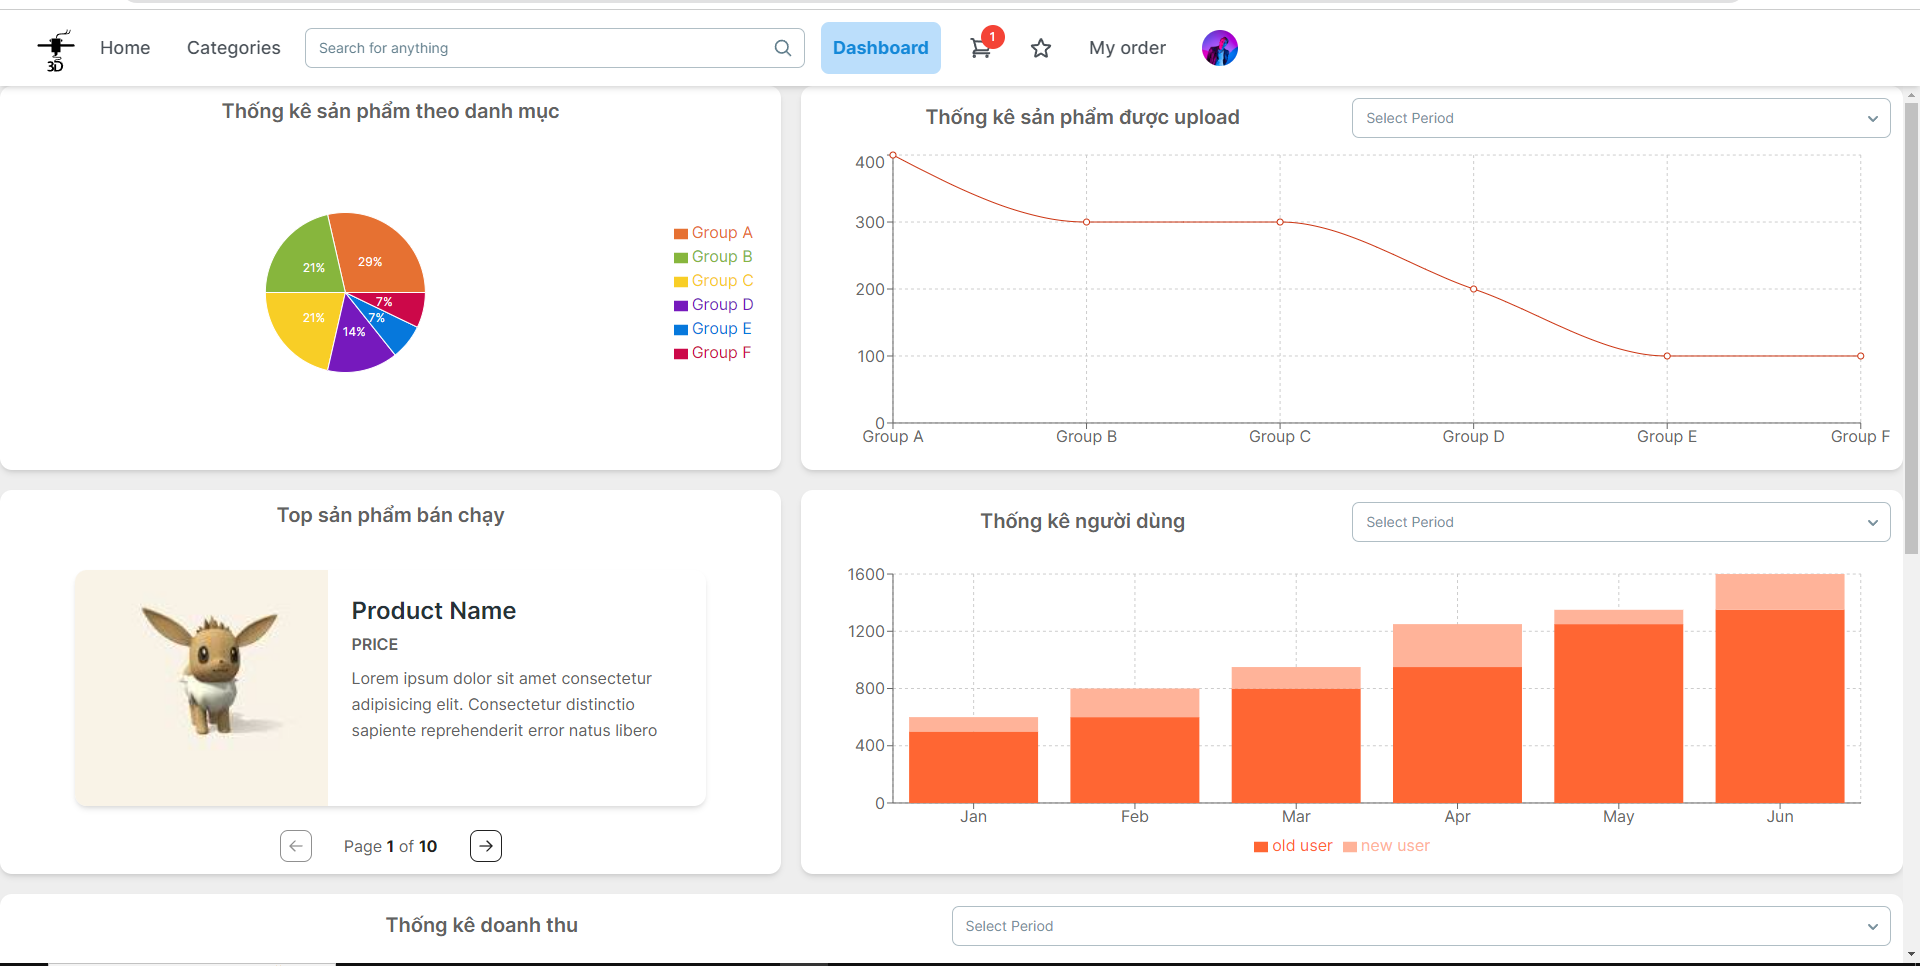 3D
Home
Categories
Search for anything
Dashboard
1
My order
Thống kê sản phẩm theo danh mục
29%
21%
21%
14%
7%
7%
Group A
Group B
Group C
Group D
Group E
Group F
Thống kê sản phẩm được upload
Select Period
400
300
200
100
0
Group A
Group B
Group C
Group D
Group E
Group F
Top sản phẩm bán chạy
Product Name
PRICE
Lorem ipsum dolor sit amet consectetur
adipisicing elit. Consectetur distinctio
sapiente reprehenderit error natus libero
Page 1 of 10
Thống kê người dùng
Select Period
1600
1200
800
400
0
Jan
Feb
Mar
Apr
May
Jun
old user
new user
Thống kê doanh thu
Select Period